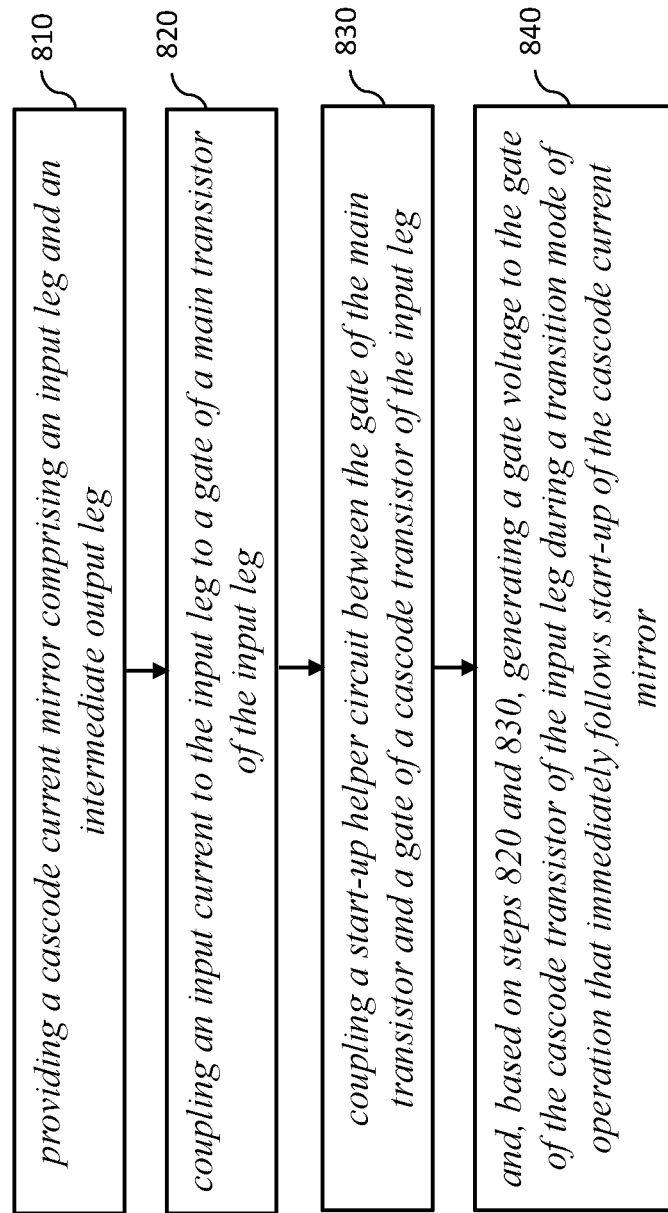 providing a cascode current mirror comprising an input leg and an
intermediate output leg
810
coupling an input current to the input leg to a gate of a main transistor
of the input leg
820
coupling a start-up helper circuit between the gate of the main
transistor and a gate of a cascode transistor of the input leg
830
and, based on steps 820 and 830, generating a gate voltage to the gate
of the cascode transistor of the input leg during a transition mode of
operation that immediately follows start-up of the cascode current
mirror
840